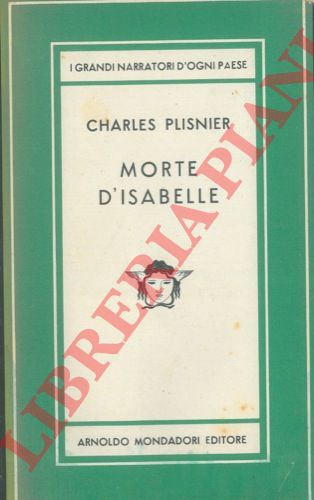 I GRANDI NARRATORI D'OGNI PAESE
CHARLES PLISNIER
MORTE
D'ISABELLE
LIBRERIA PIANI
ARNOLDO MONDADORI EDITORE